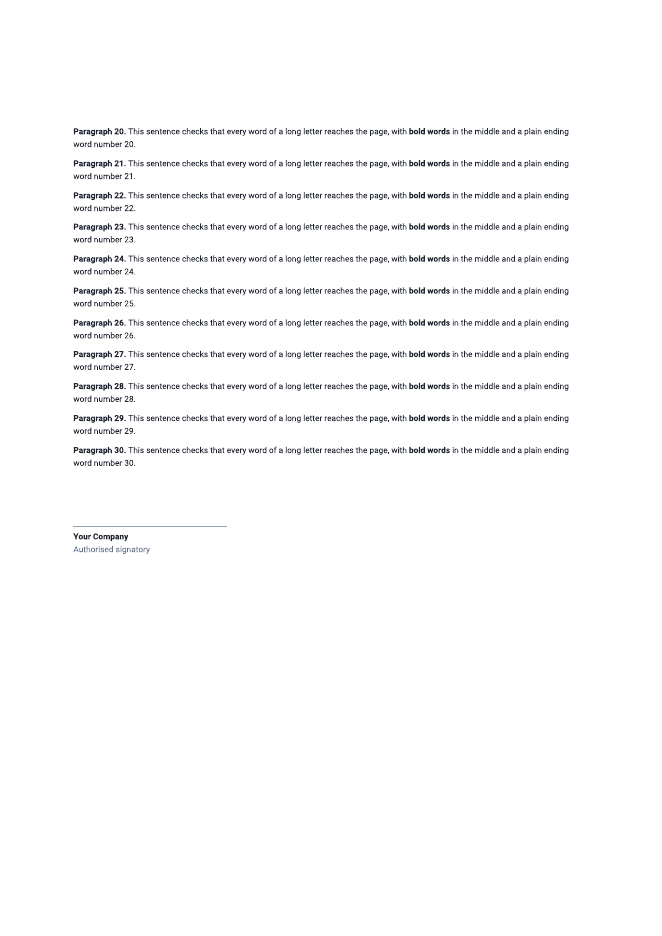 Paragraph 20. This sentence checks that every word of a long letter reaches the page, with bold words in the middle and a plain ending
word number 20.
Paragraph 21. This sentence checks that every word of a long letter reaches the page, with bold words in the middle and a plain ending
word number 21.
Paragraph 22. This sentence checks that every word of a long letter reaches the page, with bold words in the middle and a plain ending
word number 22.
Paragraph 23. This sentence checks that every word of a long letter reaches the page, with bold words in the middle and a plain ending
word number 23.
Paragraph 24. This sentence checks that every word of a long letter reaches the page, with bold words in the middle and a plain ending
word number 24.
Paragraph 25. This sentence checks that every word of a long letter reaches the page, with bold words in the middle and a plain ending
word number 25.
Paragraph 26. This sentence checks that every word of a long letter reaches the page, with bold words in the middle and a plain ending
word number 26.
Paragraph 27. This sentence checks that every word of a long letter reaches the page, with bold words in the middle and a plain ending
word number 27.
Paragraph 28. This sentence checks that every word of a long letter reaches the page, with bold words in the middle and a plain ending
word number 28.
Paragraph 29. This sentence checks that every word of a long letter reaches the page, with bold words in the middle and a plain ending
word number 29.
Paragraph 30. This sentence checks that every word of a long letter reaches the page, with bold words in the middle and a plain ending
word number 30.
Your Company
Authorised signatory